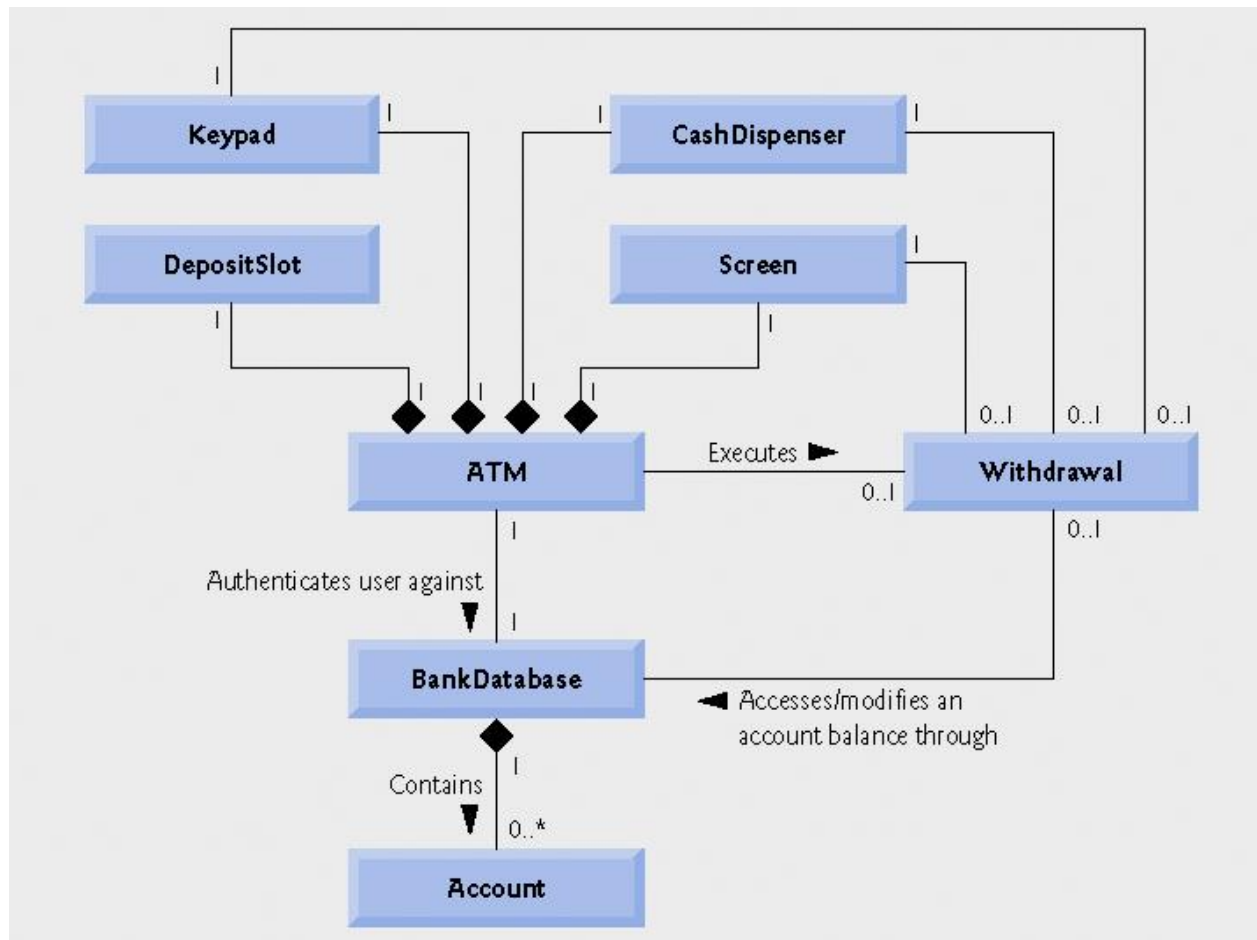 1
1
1
1
Keypad
CashDispenser
DepositSlot
Screen
1
1
1
1
1
1
1
0..1
0..1
0..1
Executes
ATM
Withdrawal
0..1
1
0..1
Authenticates user against
1
BankDatabase
Accesses/modifies an
account balance through
1
Contains
0..*
Account